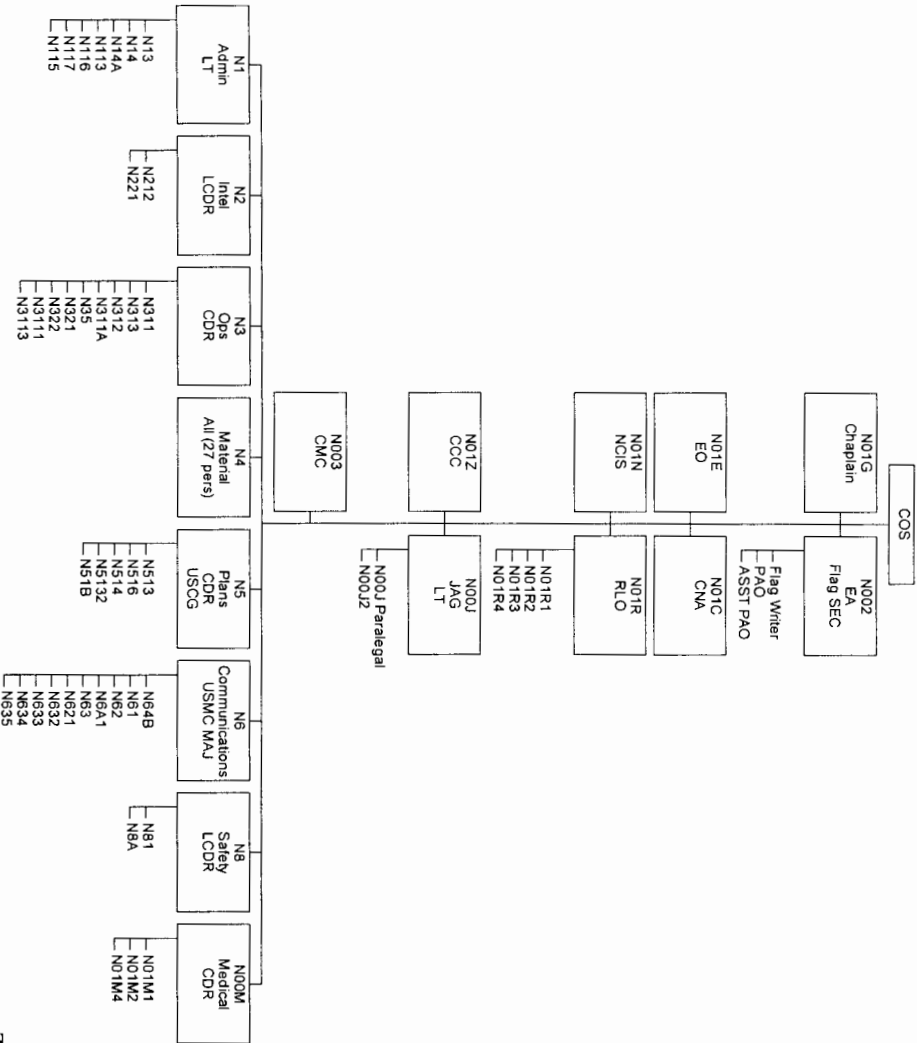 COS
N01G
Chaplain
N002
EA
Flag SEC
Flag Writer
PAO
ASST PAO
N01E
EO
N01C
CNA
N01N
NCIS
N01R
RLO
N01R1
N01R2
N01R3
N01R4
N01Z
CCC
N00J
JAG
LT
N00J Paralegal
N00J2
N003
CMC
N1
Admin
LT
N13
N14
N14A
N113
N116
N117
N115
N2
Intel
LCDR
N212
N221
N3
Ops
CDR
N311
N313
N312
N311A
N35
N321
N322
N3111
N3113
N4
Material
All (27 pers)
N5
Plans
CDR
USCG
N513
N516
N514
N5132
N51B
N6
Communications
USMC MAJ
N64B
N61
N62
N6A1
N63
N621
N632
N633
N634
N635
N8
Safety
LCDR
N81
N8A
N00M
Medical
CDR
N01M1
N01M2
N01M4